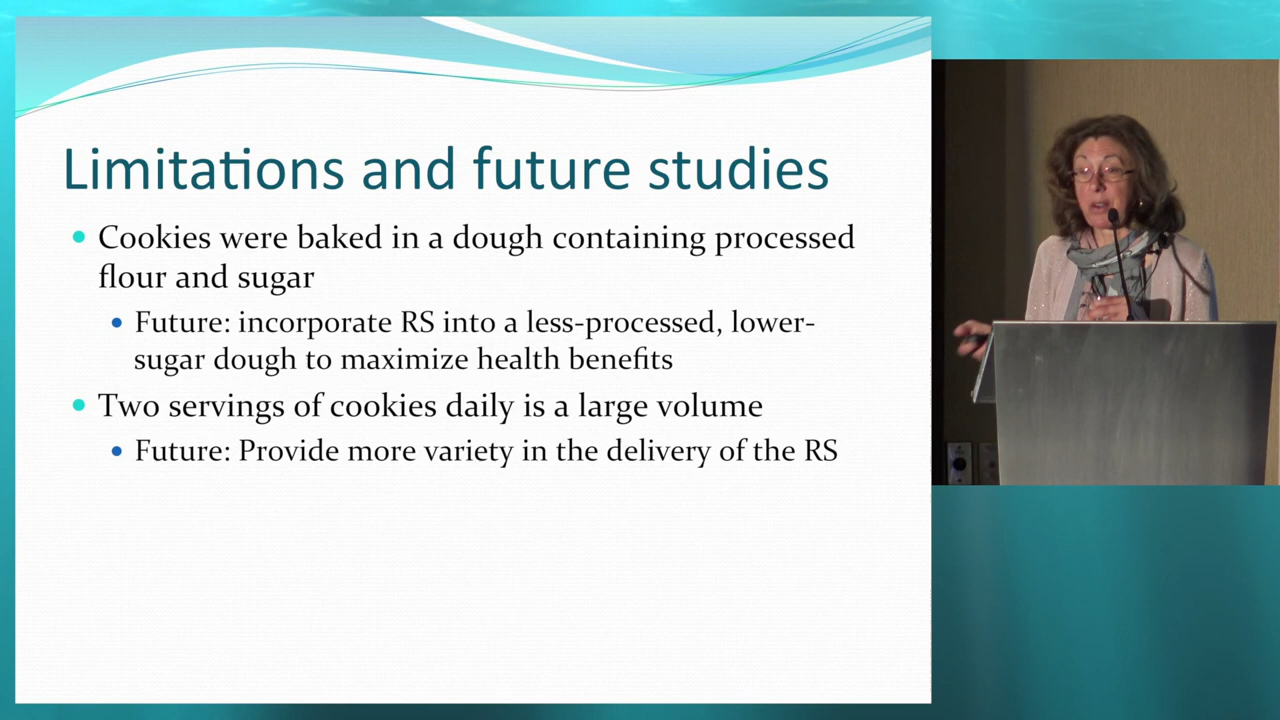 Limitations and future studies
Cookies were baked in a dough containing processed
flour and sugar
Future: incorporate RS into a less-processed, lower-
sugar dough to maximize health benefits
Two servings of cookies daily is a large volume
Future: Provide more variety in the delivery of the RS